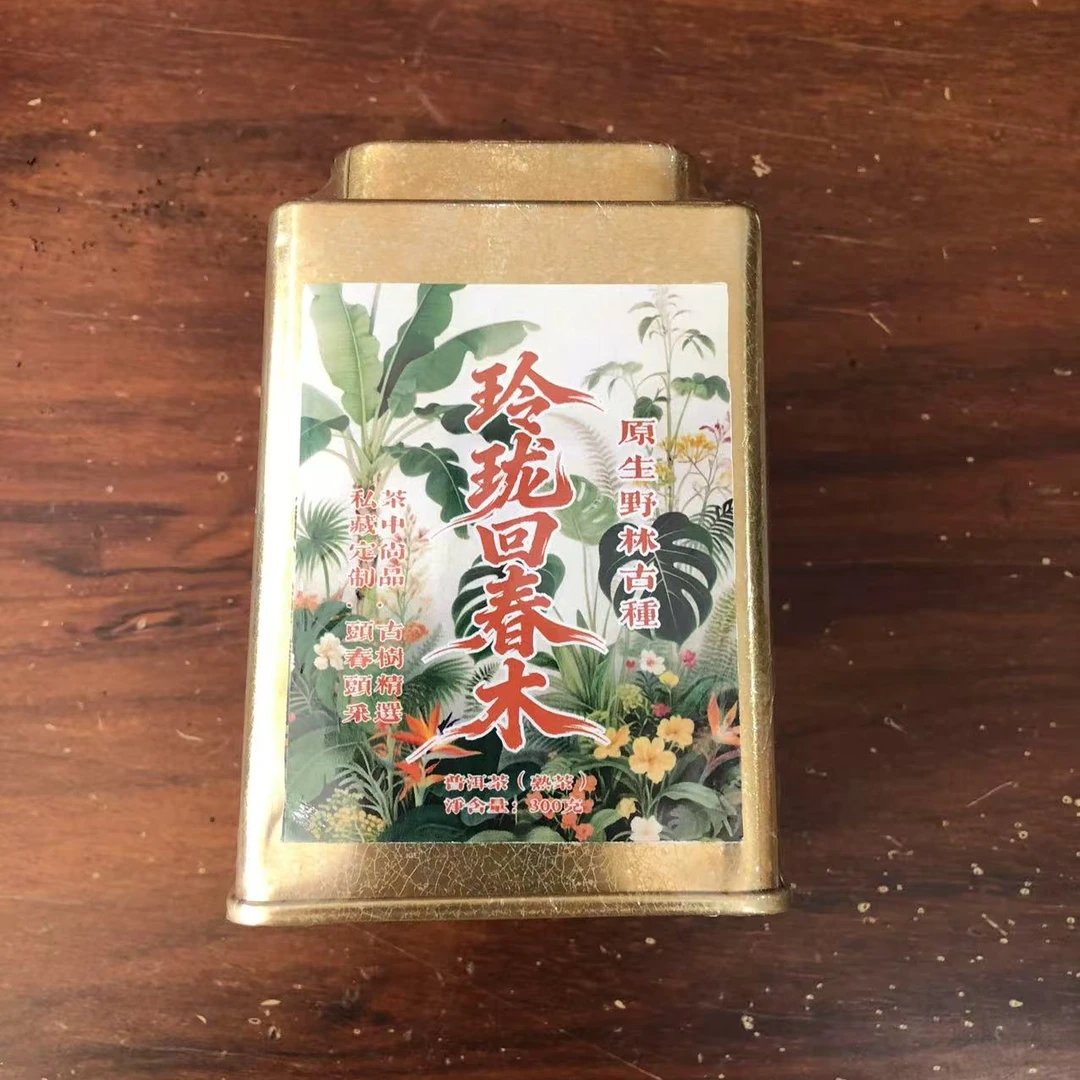 原生野林古種
玲珑回春木
茶中尚品·古樹精選
私藏定制 頭春頭采
普洱茶（熟茶）
淨含量：300克